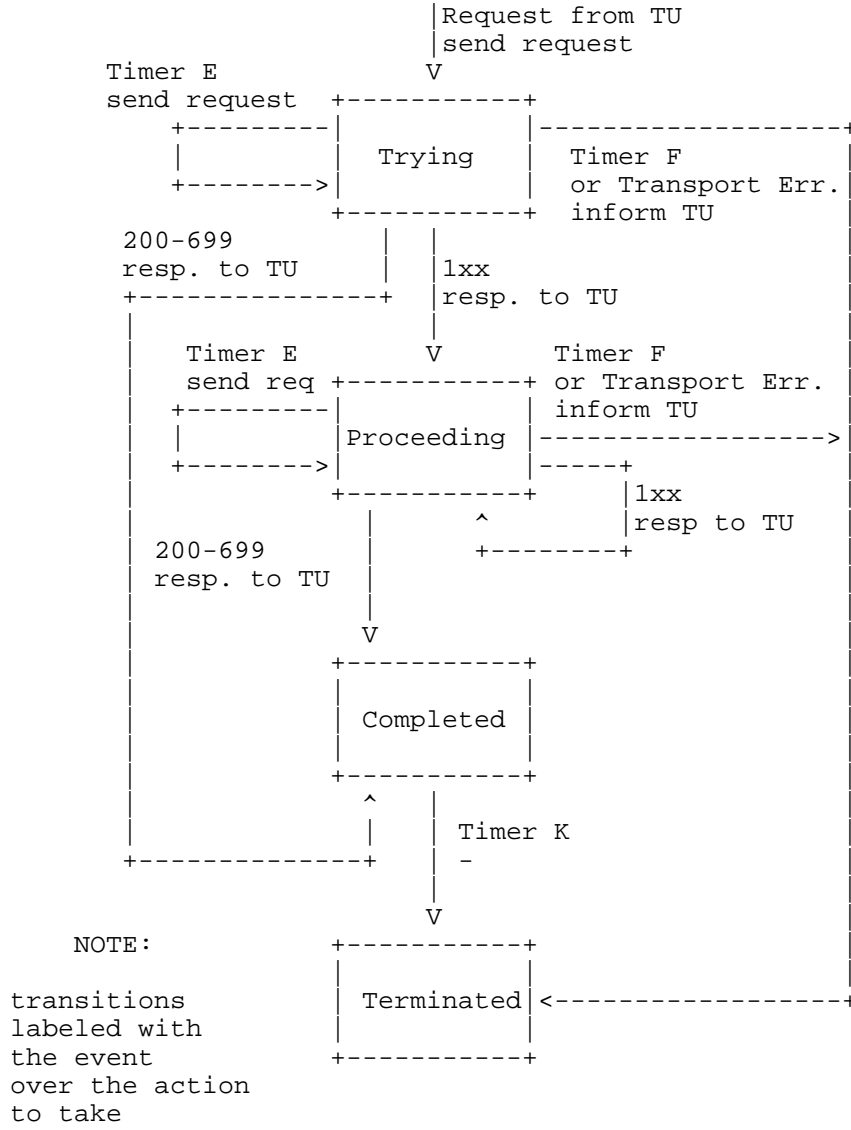 Request from TU
send request
Timer E
send request
Trying
Timer F
or Transport Err.
inform TU
200-699
resp. to TU
1xx
resp. to TU
Timer E
send req
Timer F
or Transport Err.
inform TU
Proceeding
1xx
resp to TU
200-699
resp. to TU
Completed
Timer K
-
NOTE:
transitions
labeled with
the event
over the action
to take
Terminated